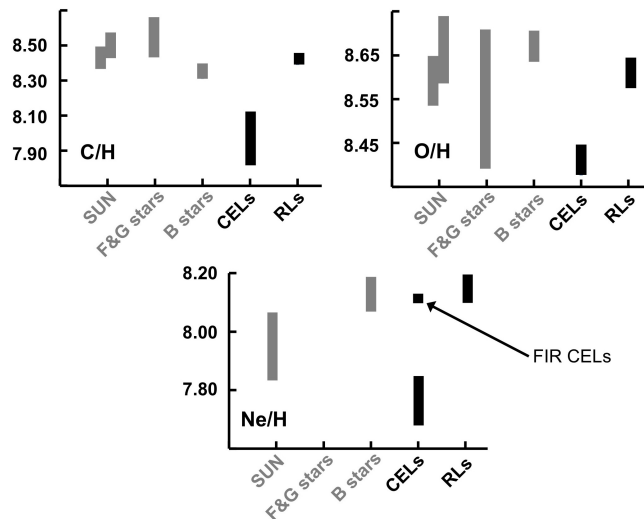 8.50
8.30
8.10
7.90
C/H
SUN
F&G stars
B stars
CELs
RLs
8.65
8.55
8.45
O/H
SUN
F&G stars
B stars
CELs
RLs
8.20
8.00
7.80
Ne/H
FIR CELs
SUN
F&G stars
B stars
CELs
RLs